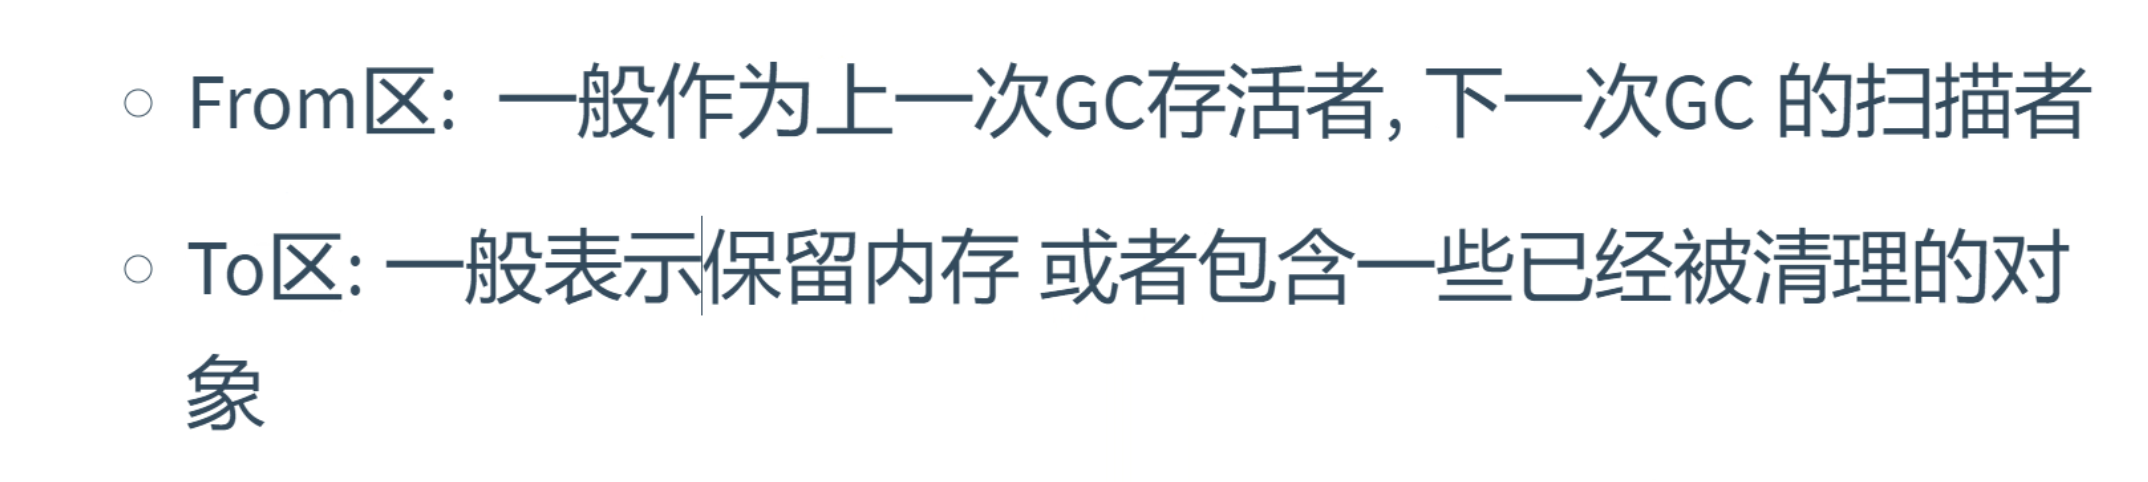 From区:  一般作为上一次GC存活者, 下一次GC 的扫描者
To区: 一般表示保留内存 或者包含一些已经被清理的对
象